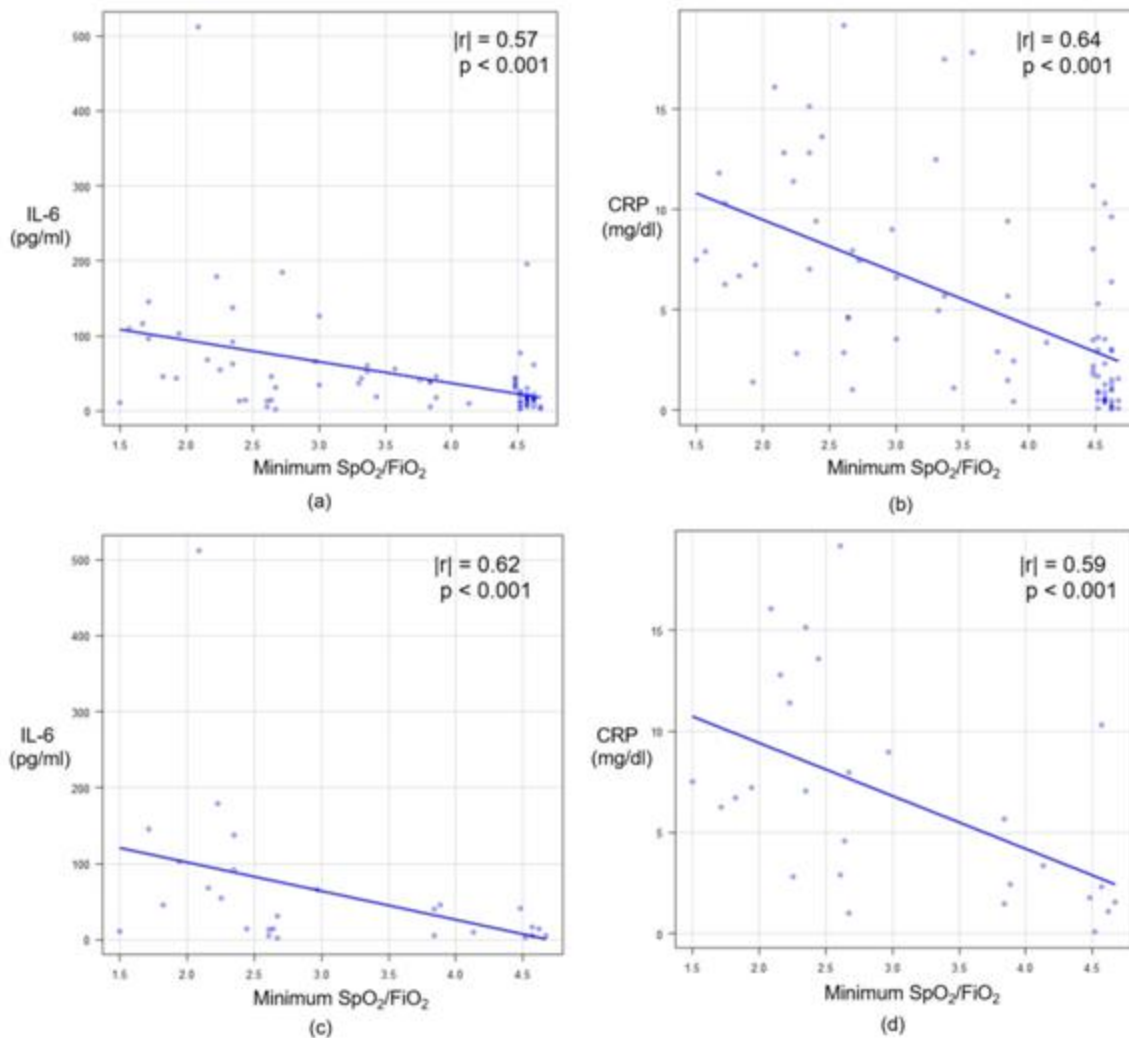 |r| = 0.57
p < 0.001
500
400
300
200
100
0
IL-6
(pg/ml)
1.5 2.0 2.5 3.0 3.5 4.0 4.5
Minimum SpO₂/FiO₂
(a)
|r| = 0.64
p < 0.001
15
10
5
0
CRP
(mg/dl)
1.5 2.0 2.5 3.0 3.5 4.0 4.5
Minimum SpO₂/FiO₂
(b)
|r| = 0.62
p < 0.001
500
400
300
200
100
0
IL-6
(pg/ml)
1.5 2.0 2.5 3.0 3.5 4.0 4.5
Minimum SpO₂/FiO₂
(c)
|r| = 0.59
p < 0.001
15
10
5
0
CRP
(mg/dl)
1.5 2.0 2.5 3.0 3.5 4.0 4.5
Minimum SpO₂/FiO₂
(d)